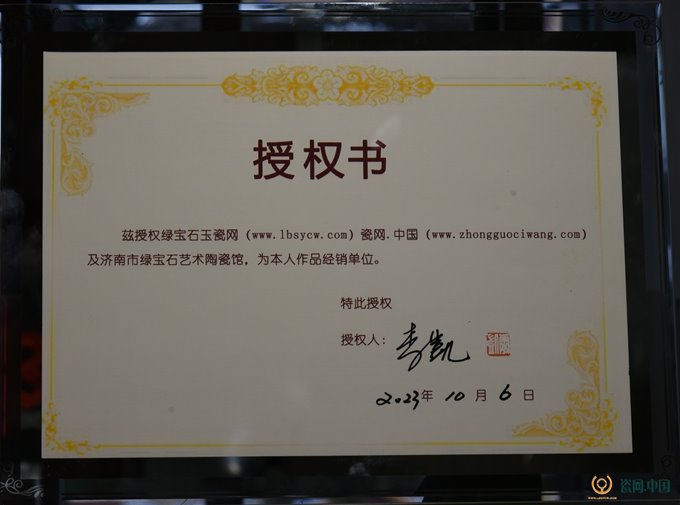 授权书
兹授权绿宝石玉瓷网（www.lbsycw.com）瓷网.中国（www.zhongguociwang.com）
及济南市绿宝石艺术陶瓷馆，为本人作品经销单位。
特此授权
授权人：李凯
2023年10月6日
瓷网.中国